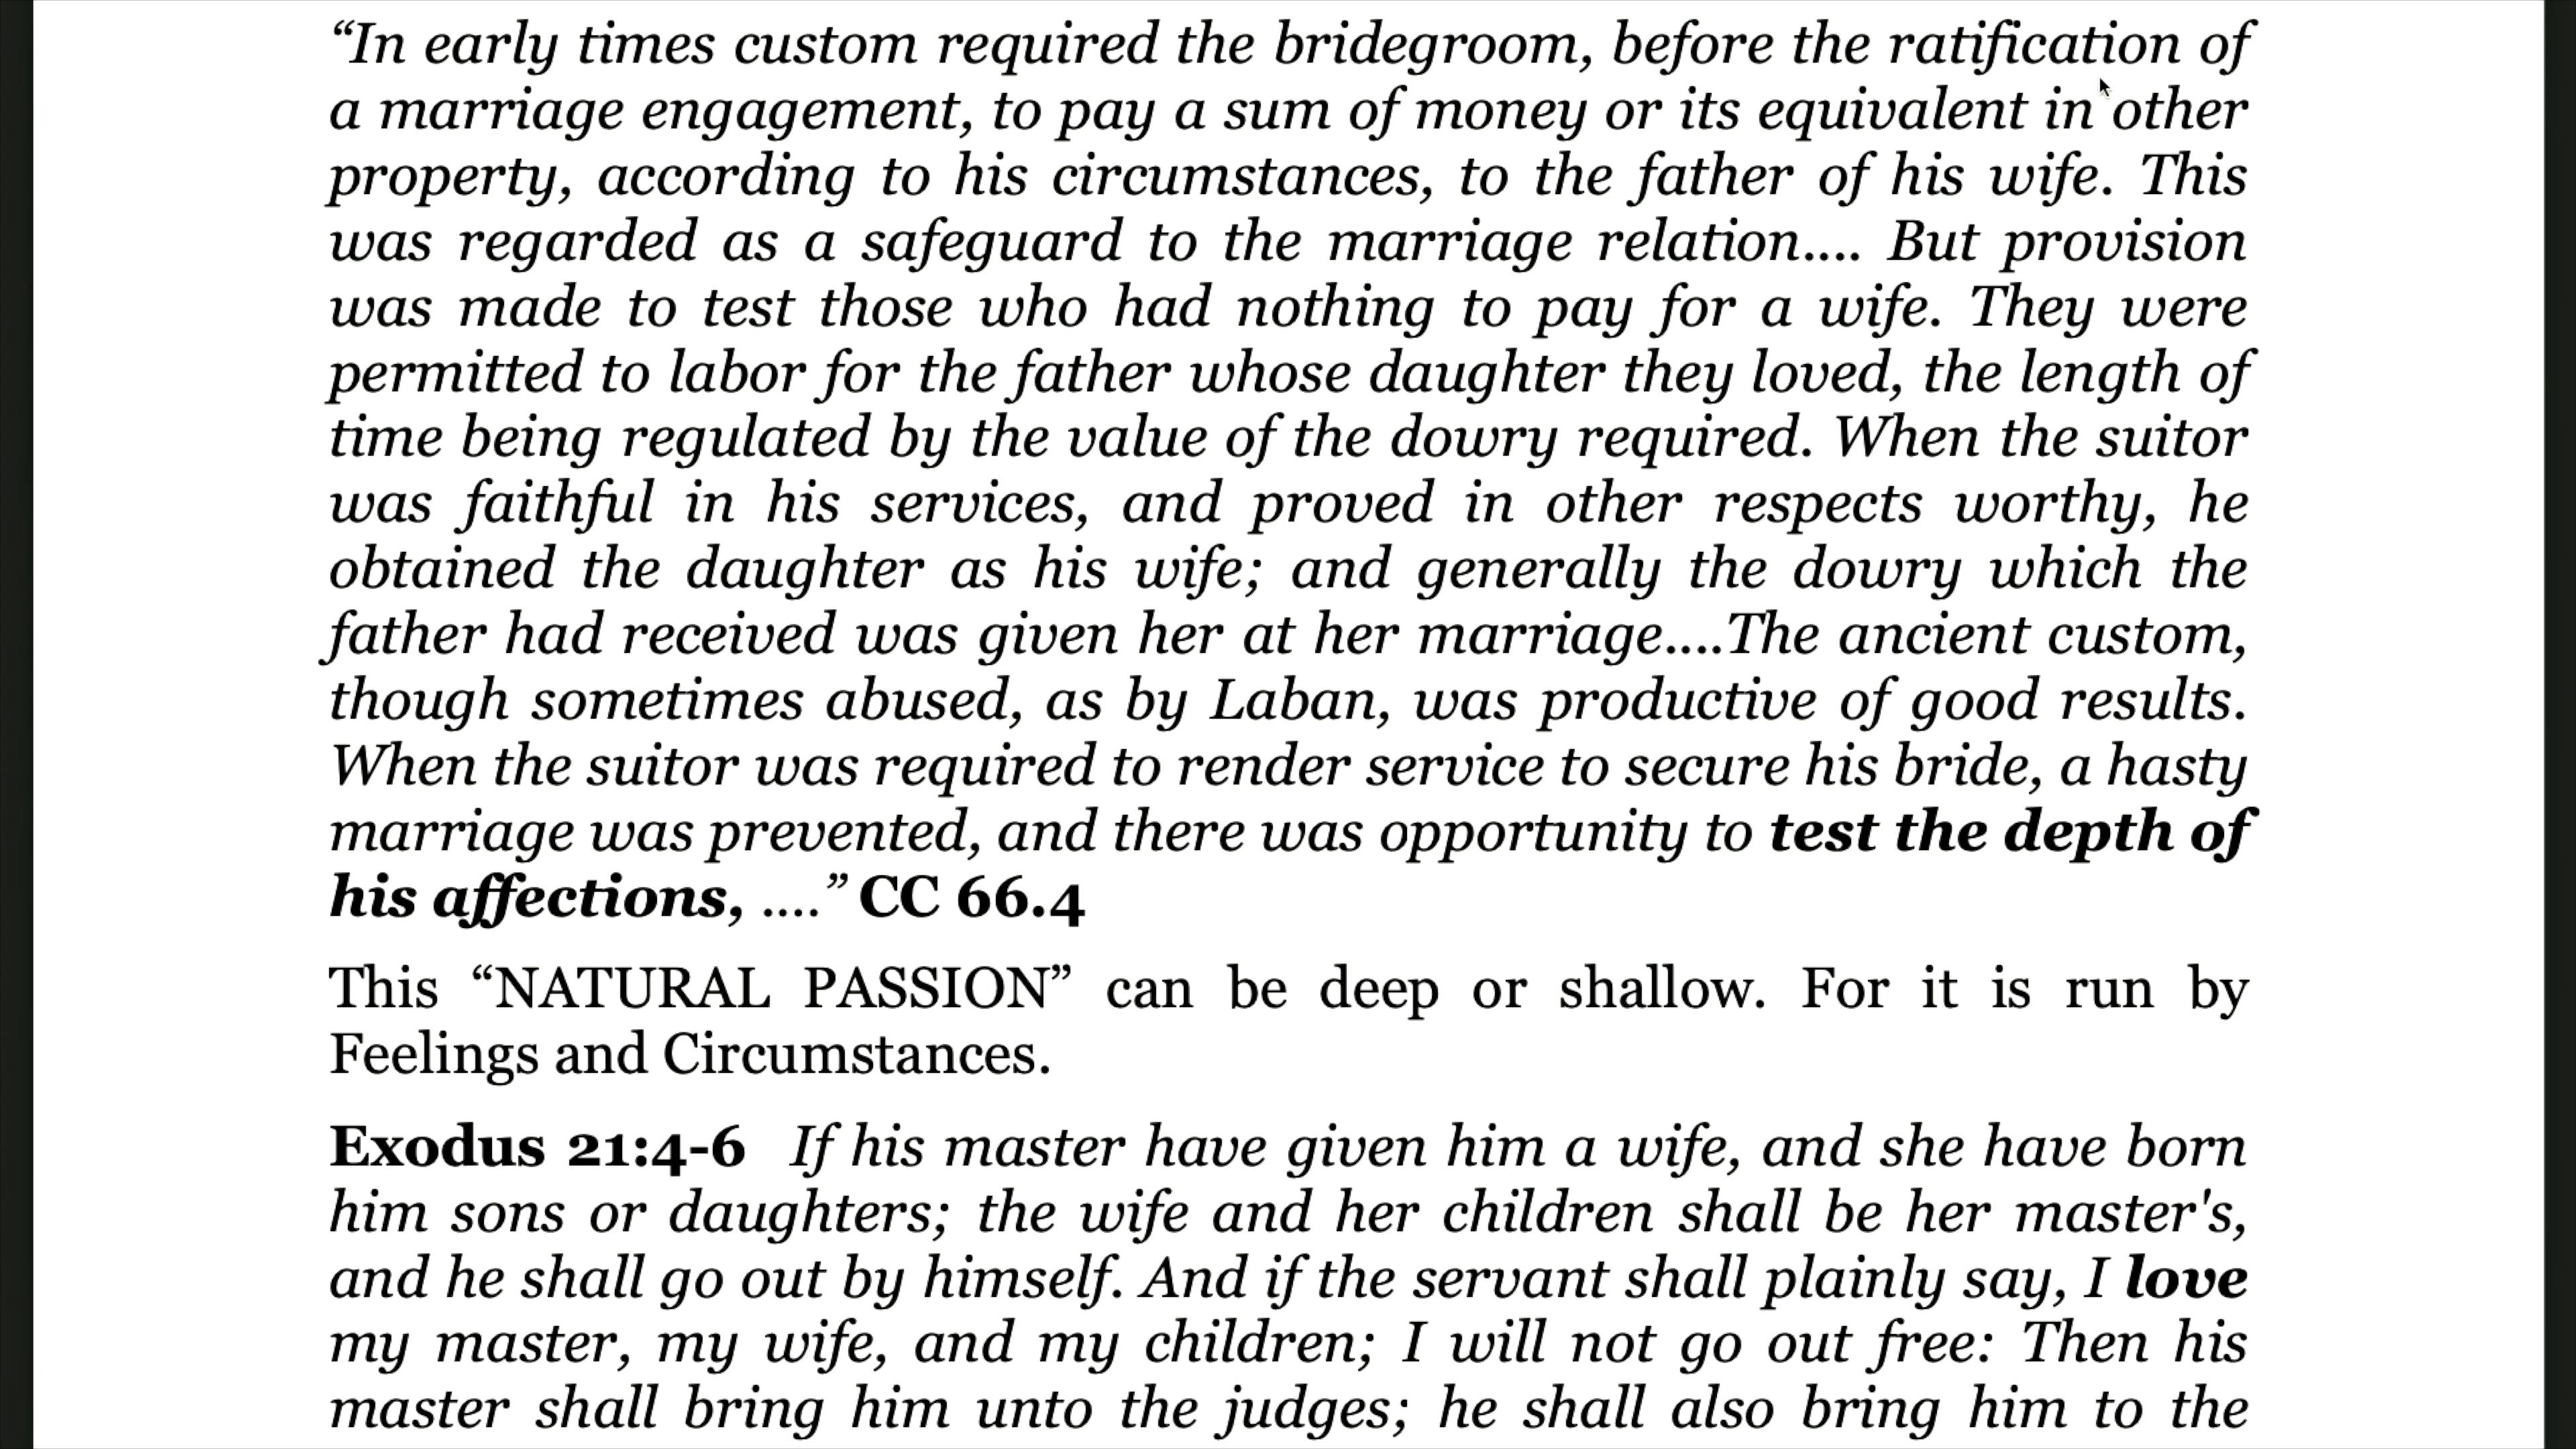 “In early times custom required the bridegroom, before the ratification of
a marriage engagement, to pay a sum of money or its equivalent in other
property, according to his circumstances, to the father of his wife. This
was regarded as a safeguard to the marriage relation.... But provision
was made to test those who had nothing to pay for a wife. They were
permitted to labor for the father whose daughter they loved, the length of
time being regulated by the value of the dowry required. When the suitor
was faithful in his services, and proved in other respects worthy, he
obtained the daughter as his wife; and generally the dowry which the
father had received was given her at her marriage....The ancient custom,
though sometimes abused, as by Laban, was productive of good results.
When the suitor was required to render service to secure his bride, a hasty
marriage was prevented, and there was opportunity to test the depth of
his affections, ....” CC 66.4
This “NATURAL PASSION” can be deep or shallow. For it is run by
Feelings and Circumstances.
Exodus 21:4-6 If his master have given him a wife, and she have born
him sons or daughters; the wife and her children shall be her master's,
and he shall go out by himself. And if the servant shall plainly say, I love
my master, my wife, and my children; I will not go out free: Then his
master shall bring him unto the judges; he shall also bring him to the